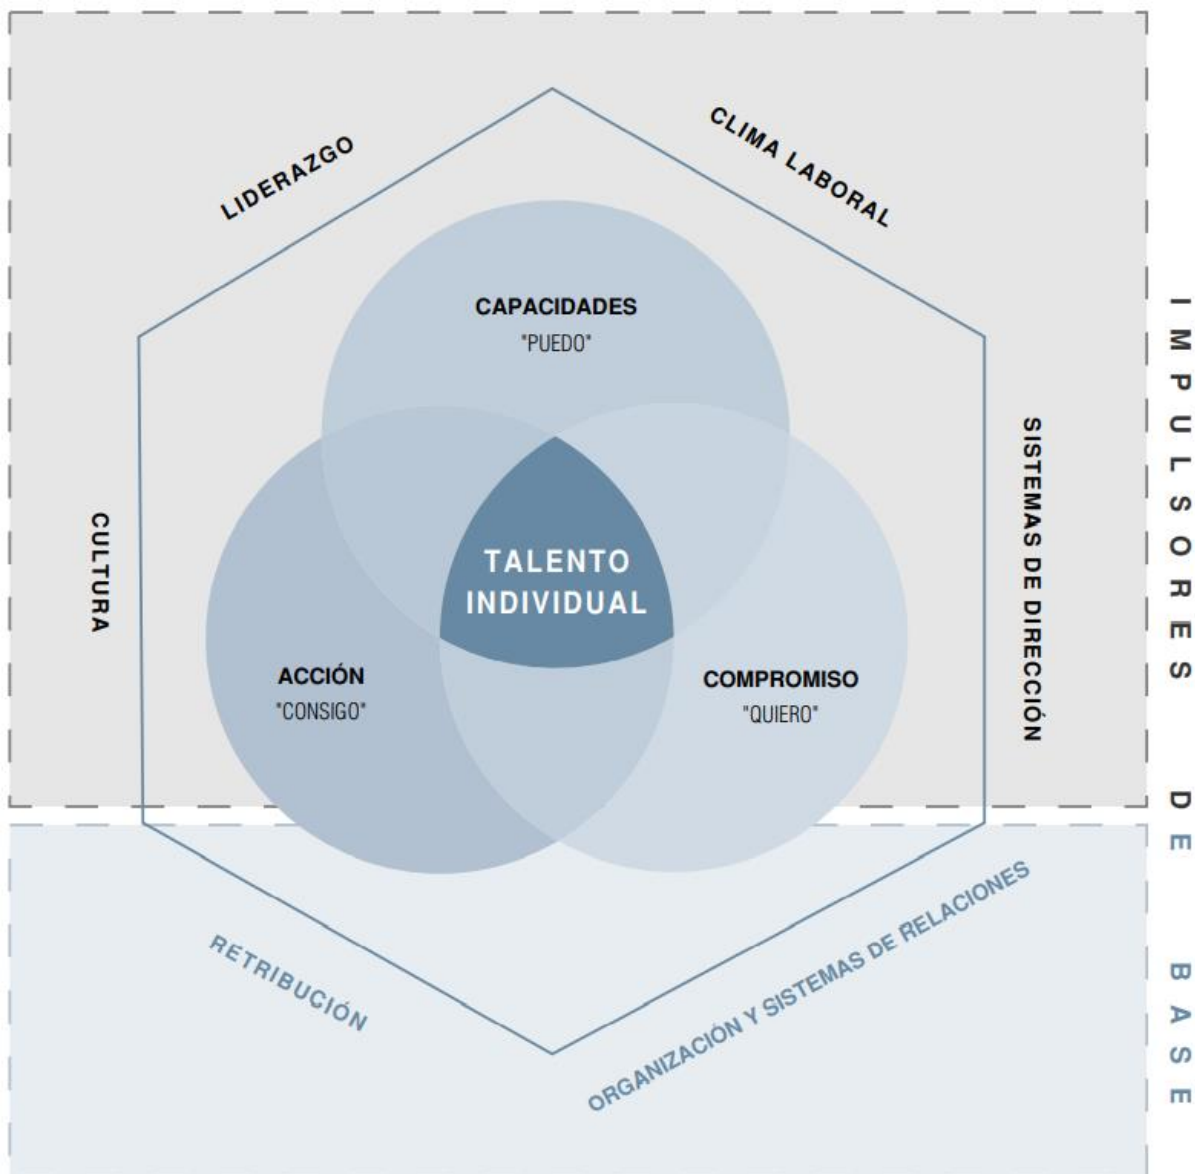 LIDERAZGO
CLIMA LABORAL
CAPACIDADES
"PUEDO"
CULTURA
TALENTO
INDIVIDUAL
SISTEMAS DE DIRECCIÓN
ACCIÓN
"CONSIGO"
COMPROMISO
"QUIERO"
RETRIBUCIÓN
ORGANIZACIÓN Y SISTEMAS DE RELACIONES
IMPULSORES DE BASE